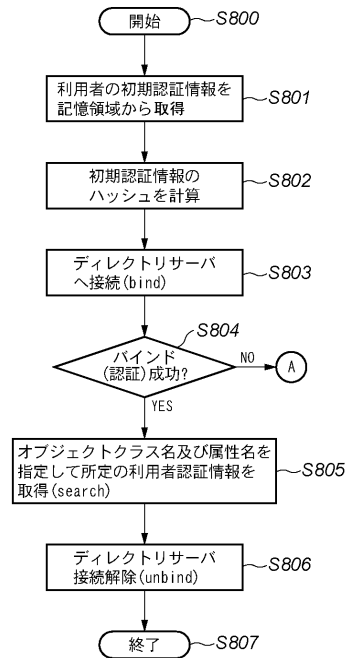 開始
S800
利用者の初期認証情報を
記憶領域から取得
S801
初期認証情報の
ハッシュを計算
S802
ディレクトリサーバ
へ接続(bind)
S803
S804
バインド
(認証)成功?
NO
A
YES
オブジェクトクラス名及び属性名を
指定して所定の利用者認証情報を
取得(search)
S805
ディレクトリサーバ
接続解除(unbind)
S806
終了
S807